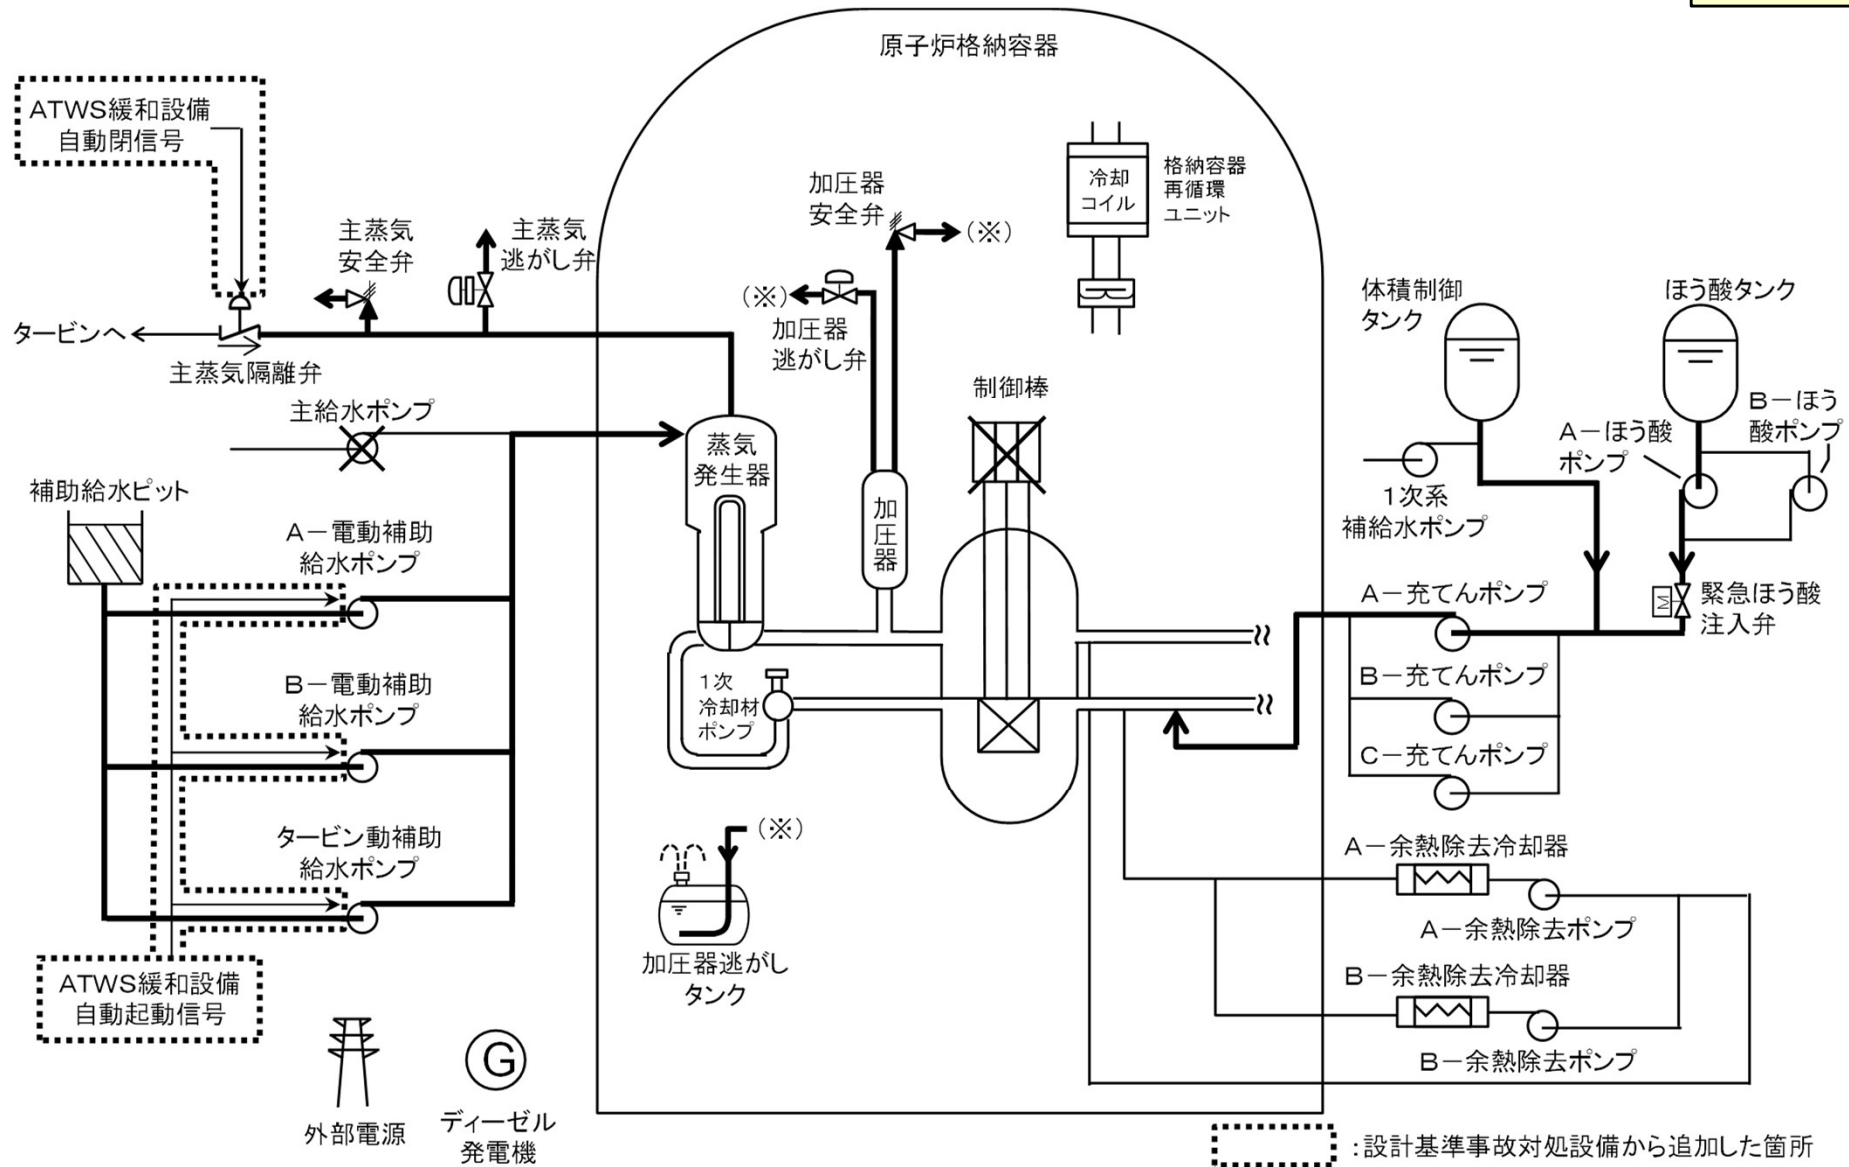 原子炉格納容器
ATWS緩和設備
自動閉信号
主蒸気
安全弁
主蒸気
逃がし弁
タービンへ
主蒸気隔離弁
加圧器
安全弁
(※)
(※)
加圧器
逃がし弁
冷却
コイル
格納容器
再循環
ユニット
制御棒
体積制御
タンク
ほう酸タンク
B-ほう
酸ポンプ
A-ほう酸
ポンプ
1次系
補給水ポンプ
緊急ほう酸
注入弁
M
主給水ポンプ
蒸気
発生器
加
圧
器
補助給水ピット
A-電動補助
給水ポンプ
B-電動補助
給水ポンプ
タービン動補助
給水ポンプ
ATWS緩和設備
自動起動信号
1次
冷却材
ポンプ
A-充てんポンプ
B-充てんポンプ
C-充てんポンプ
(※)
加圧器逃がし
タンク
A-余熱除去冷却器
A-余熱除去ポンプ
B-余熱除去冷却器
B-余熱除去ポンプ
外部電源
G
ディーゼル
発電機
:設計基準事故対処設備から追加した箇所